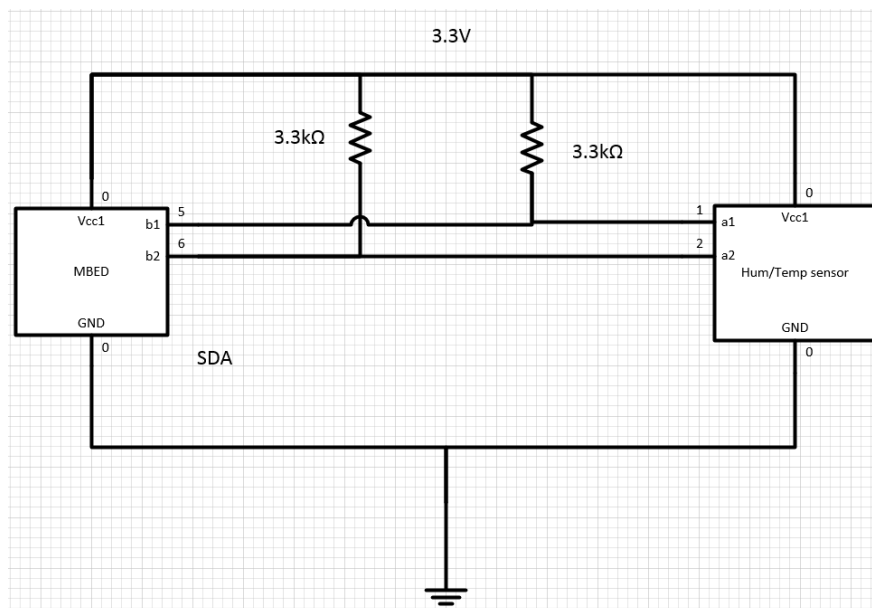 3.3V
3.3kΩ
3.3kΩ
0
Vcc1
b1
5
b2
6
MBED
GND
0
SDA
0
Vcc1
1
a1
2
a2
Hum/Temp sensor
GND
0